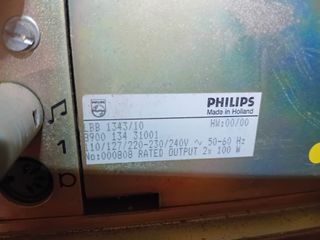 PHILIPS
Made in Holland
LBB 1343/10 HW:00/00
8900 134 31001
110/127/220-230/240V ~ 50-60 Hz
No:000808 RATED OUTPUT 2x 100 W
1